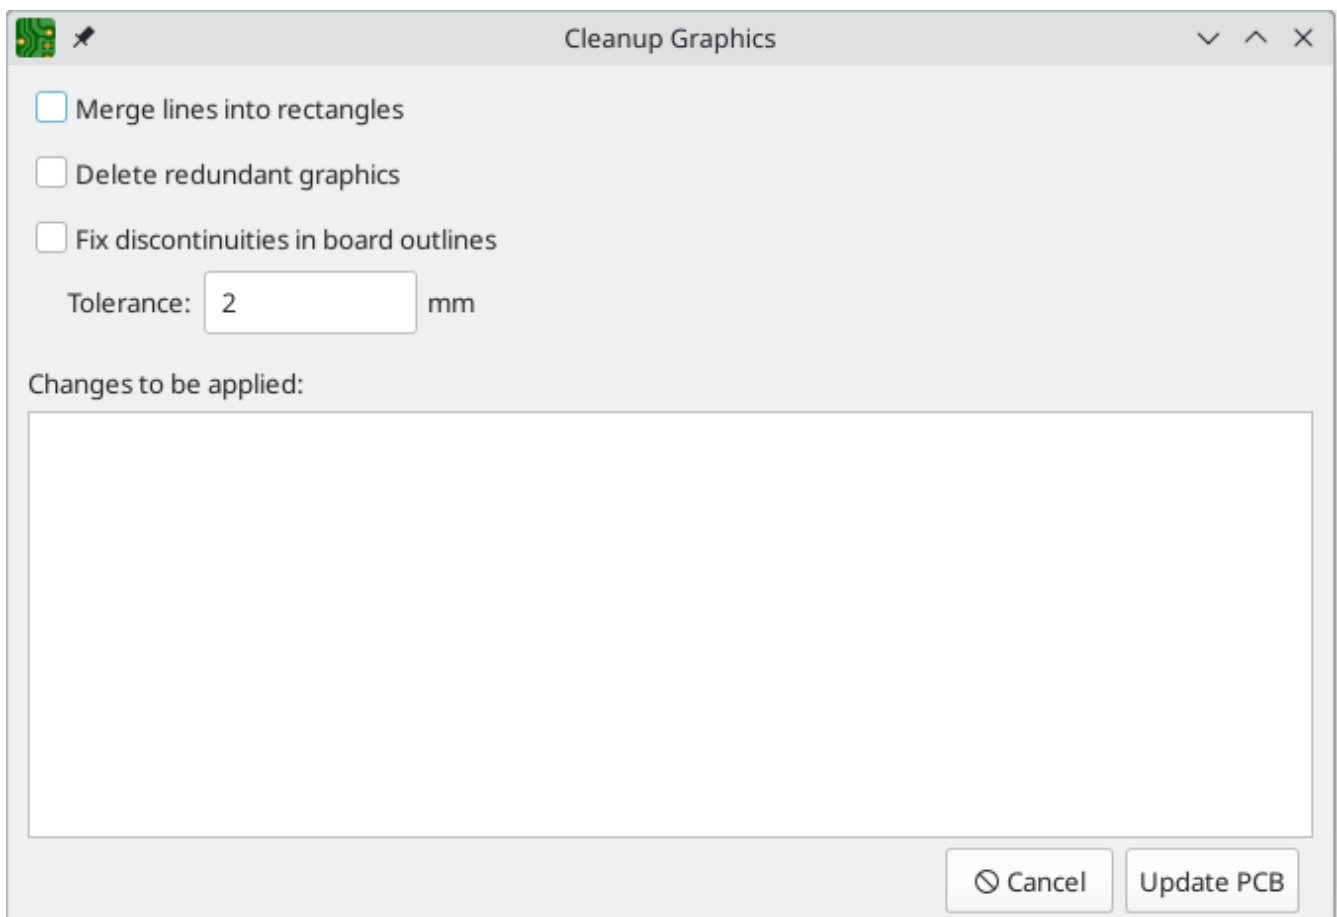 Cleanup Graphics
Merge lines into rectangles
Delete redundant graphics
Fix discontinuities in board outlines
Tolerance: 2 mm
Changes to be applied:
Cancel Update PCB